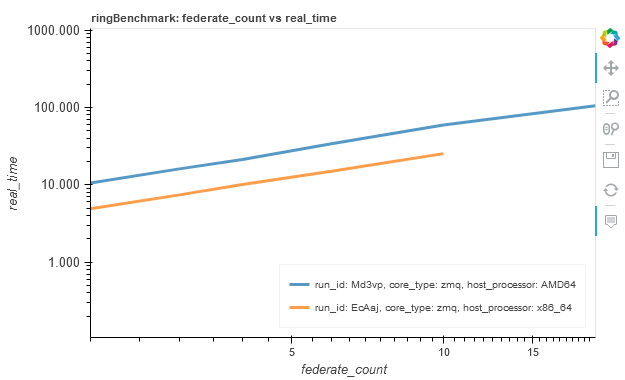 ringBenchmark: federate_count vs real_time
1000.000
100.000
10.000
1.000
real_time
run_id: Md3vp, core_type: zmq, host_processor: AMD64
run_id: EcAaj, core_type: zmq, host_processor: x86_64
5
10
15
federate_count